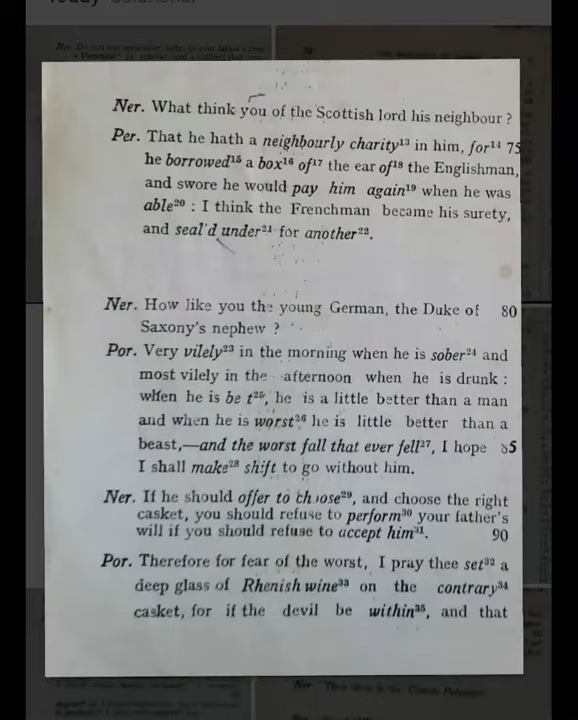 Ner. What think you of the Scottish lord his neighbour ?
Per. That he hath a neighbourly charity¹³ in him, for¹⁴ 75
he borrowed¹⁵ a box¹⁶ of¹⁷ the ear of¹⁸ the Englishman,
and swore he would pay him again¹⁹ when he was
able²⁰ : I think the Frenchman became his surety,
and seal'd under²¹ for another²².
Ner. How like you the young German, the Duke of 80
Saxony's nephew ?
Por. Very vilely²³ in the morning when he is sober²⁴ and
most vilely in the afternoon when he is drunk :
when he is be t²⁵, he is a little better than a man
and when he is worst²⁶ he is little better than a
beast,—and the worst fall that ever fell²⁷, I hope 85
I shall make²⁸ shift to go without him.
Ner. If he should offer to choose²⁹, and choose the right
casket, you should refuse to perform³⁰ your father's
will if you should refuse to accept him³¹. 90
Por. Therefore for fear of the worst, I pray thee set³² a
deep glass of Rhenish wine³³ on the contrary³⁴
casket, for if the devil be within³⁵, and that